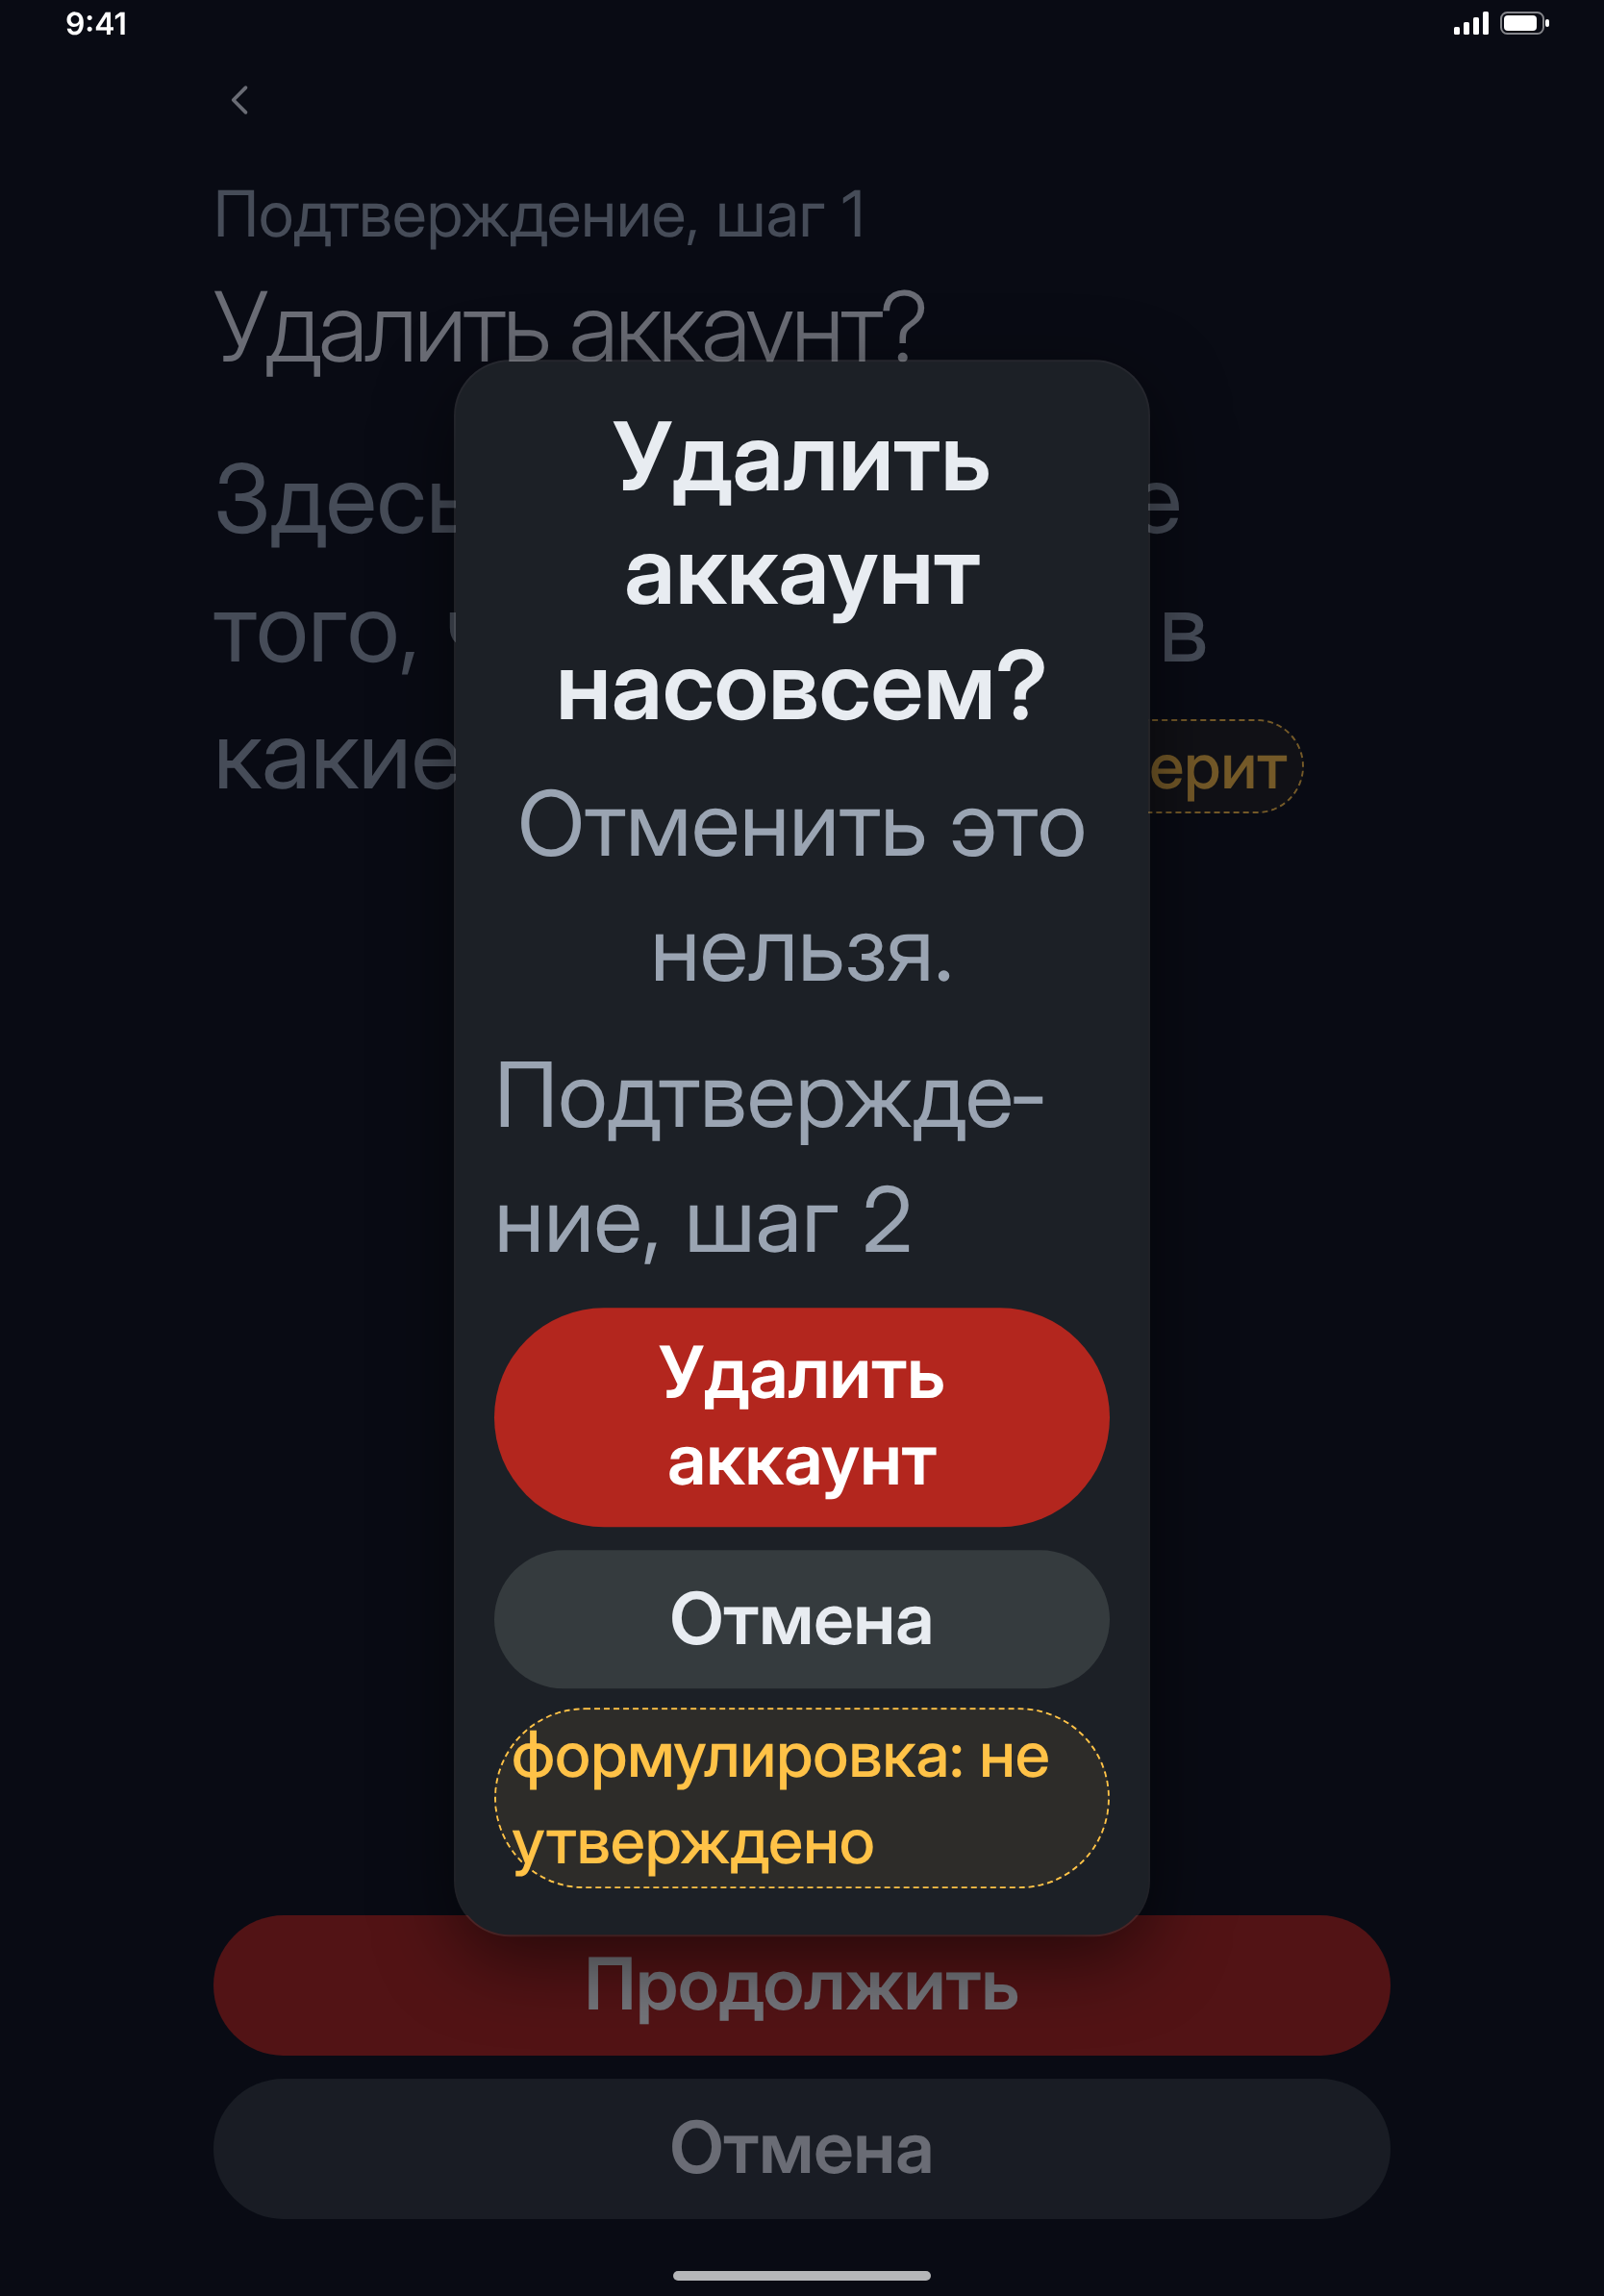 9:41
Подтверждение, шаг 1
Удалить аккаунт?
Удалить
аккаунт
насовсем?
Здесь
того,
в
какие
Отменить это
нельзя.
Подтвержде-
ние, шаг 2
Удалить
аккаунт
Отмена
формулировка: не
утверждено
Продолжить
Отмена